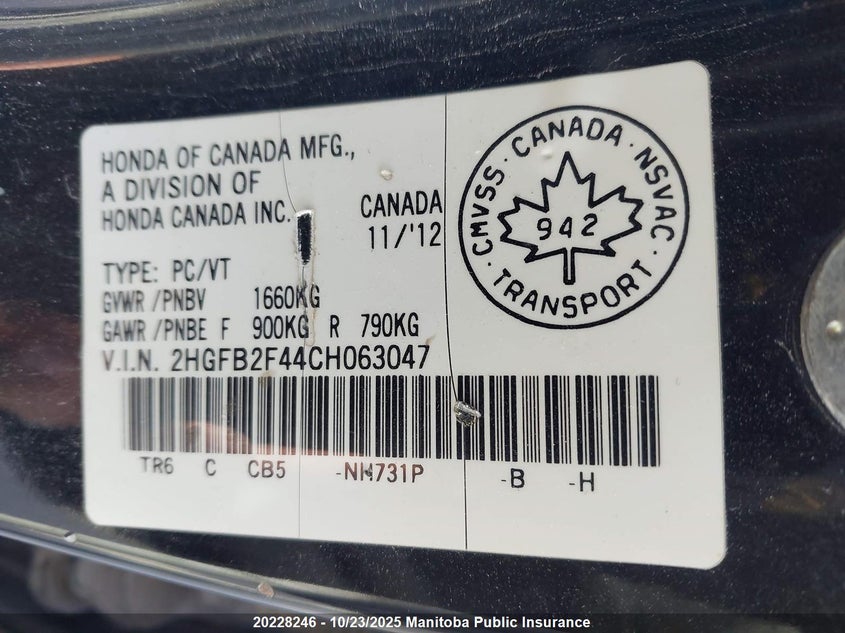 HONDA OF CANADA MFG.,
A DIVISION OF
HONDA CANADA INC.
CANADA
11/'12
TYPE: PC/VT
GVWR /PNBV 1660KG
GAWR /PNBE F 900KG R 790KG
V.I.N. 2HGFB2F44CH063047
TR6 C CB5 -NH731P -B -H
CMVSS · CANADA · NSVAC · TRANSPORT ·
942
20228246 - 10/23/2025 Manitoba Public Insurance